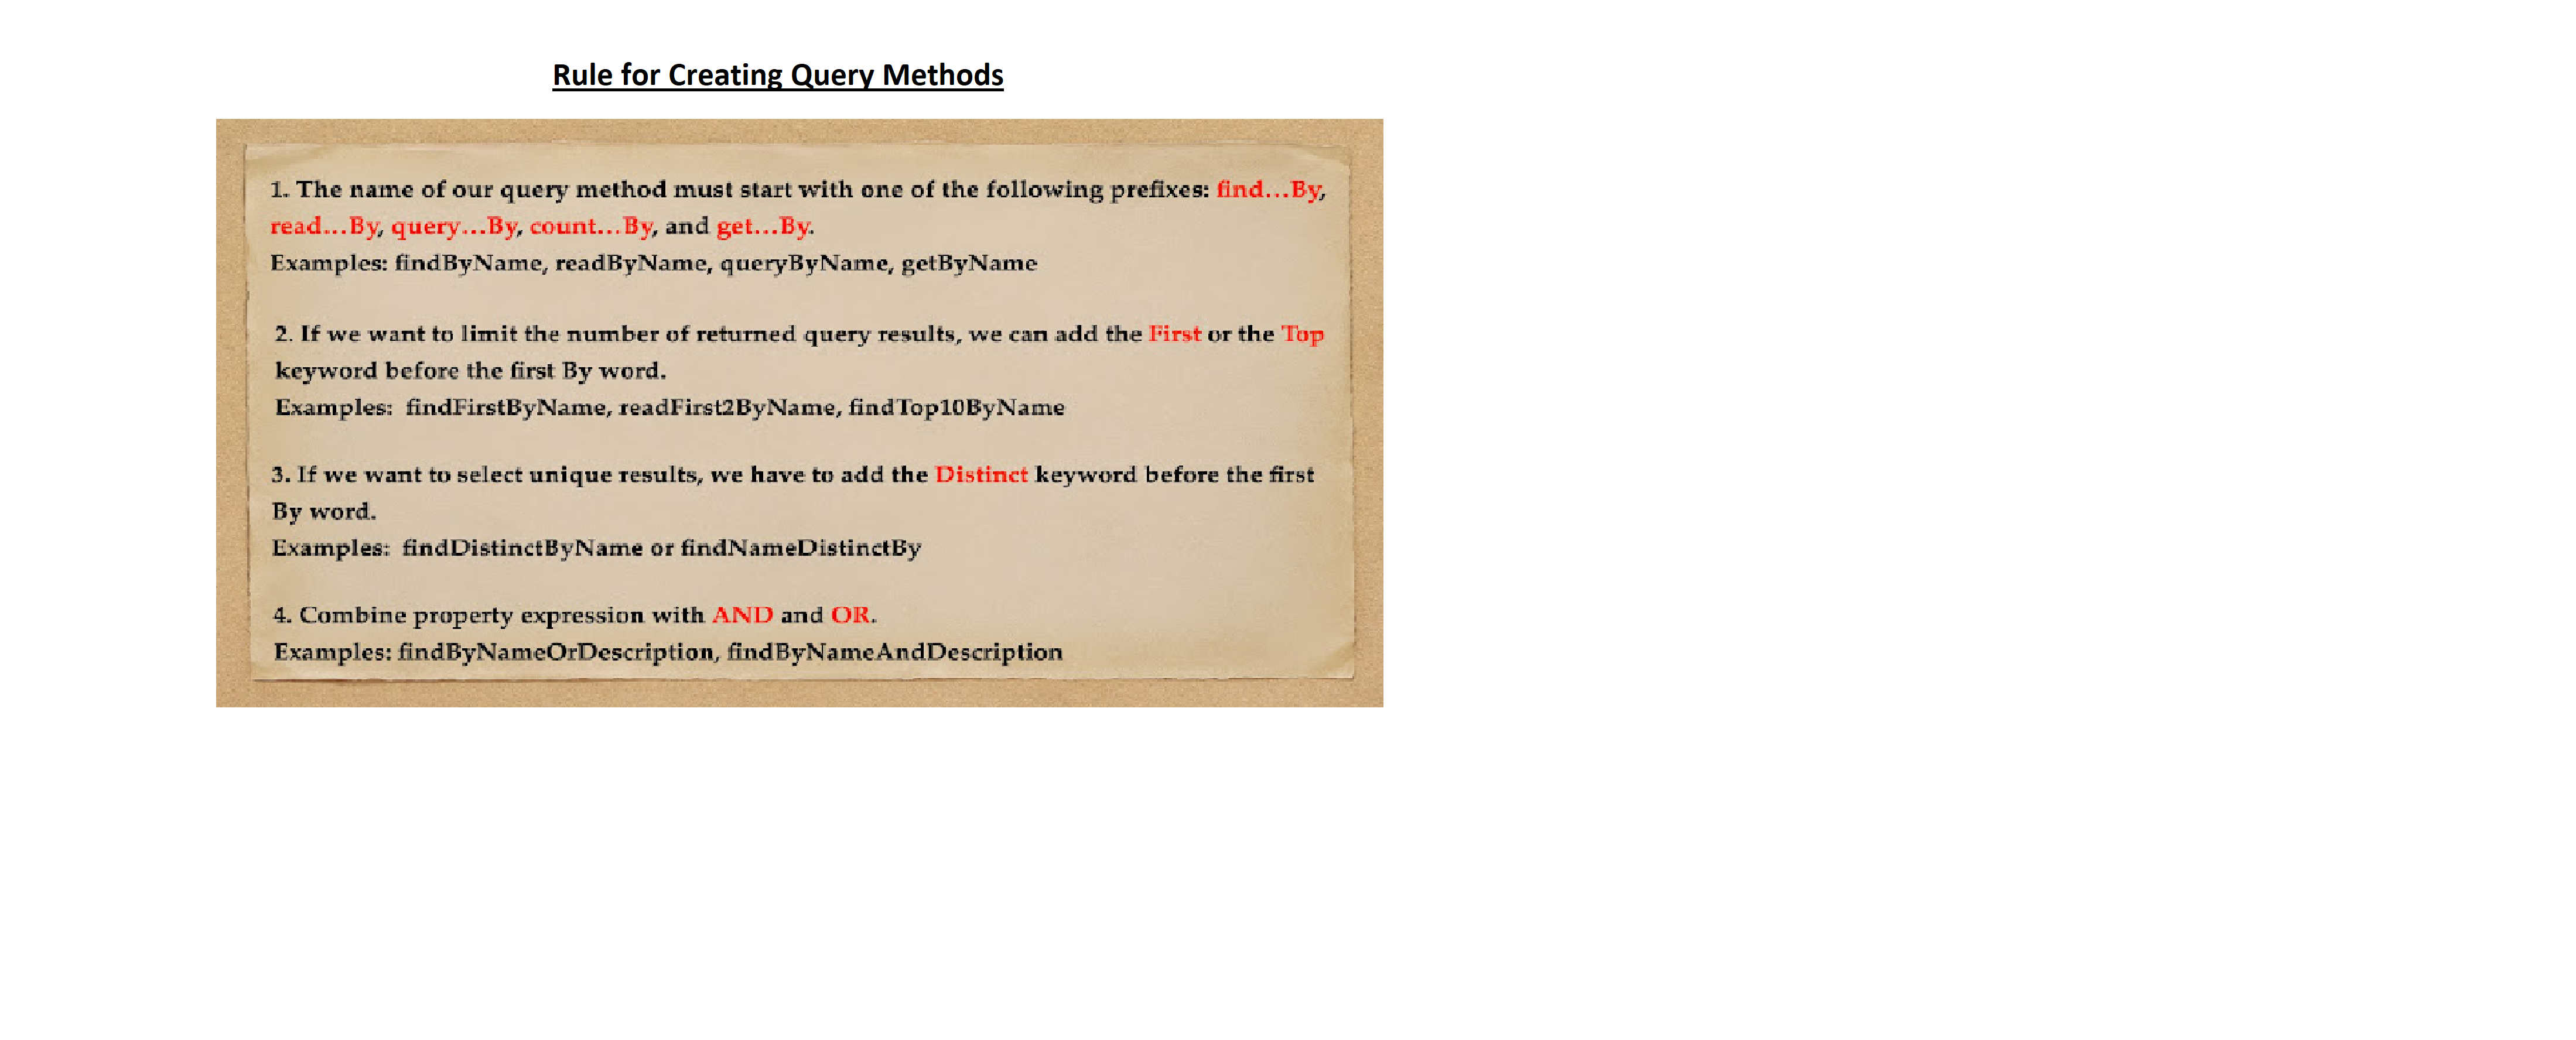 Rule for Creating Query Methods
1. The name of our query method must start with one of the following prefixes: find...By,
read...By, query...By, count...By, and get...By.
Examples: findByName, readByName, queryByName, getByName
2. If we want to limit the number of returned query results, we can add the First or the Top
keyword before the first By word.
Examples: findFirstByName, readFirst2ByName, findTop10ByName
3. If we want to select unique results, we have to add the Distinct keyword before the first
By word.
Examples: findDistinctByName or findNameDistinctBy
4. Combine property expression with AND and OR.
Examples: findByNameOrDescription, findByNameAndDescription